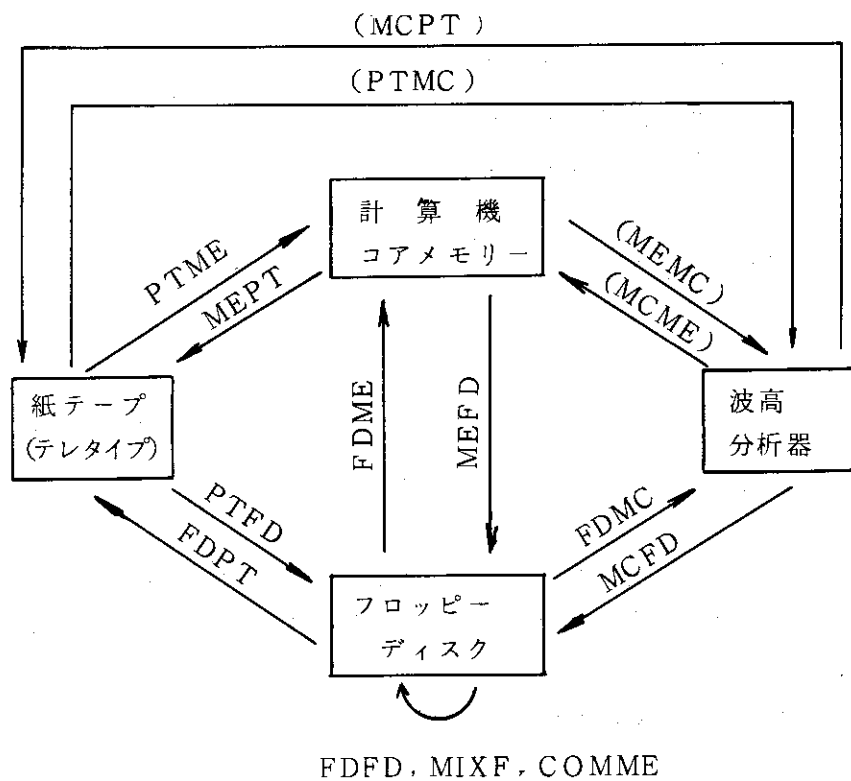 (MCPT)
(PTMC)
計算機
コアメモリー
PTME
MEPT
(MEMC)
(MCME)
紙テープ
(テレタイプ)
FDME
MEFD
波高
分析器
PTFD
FDPT
FDMC
MCFD
フロッピー
ディスク
FDFD, MIXF, COMME